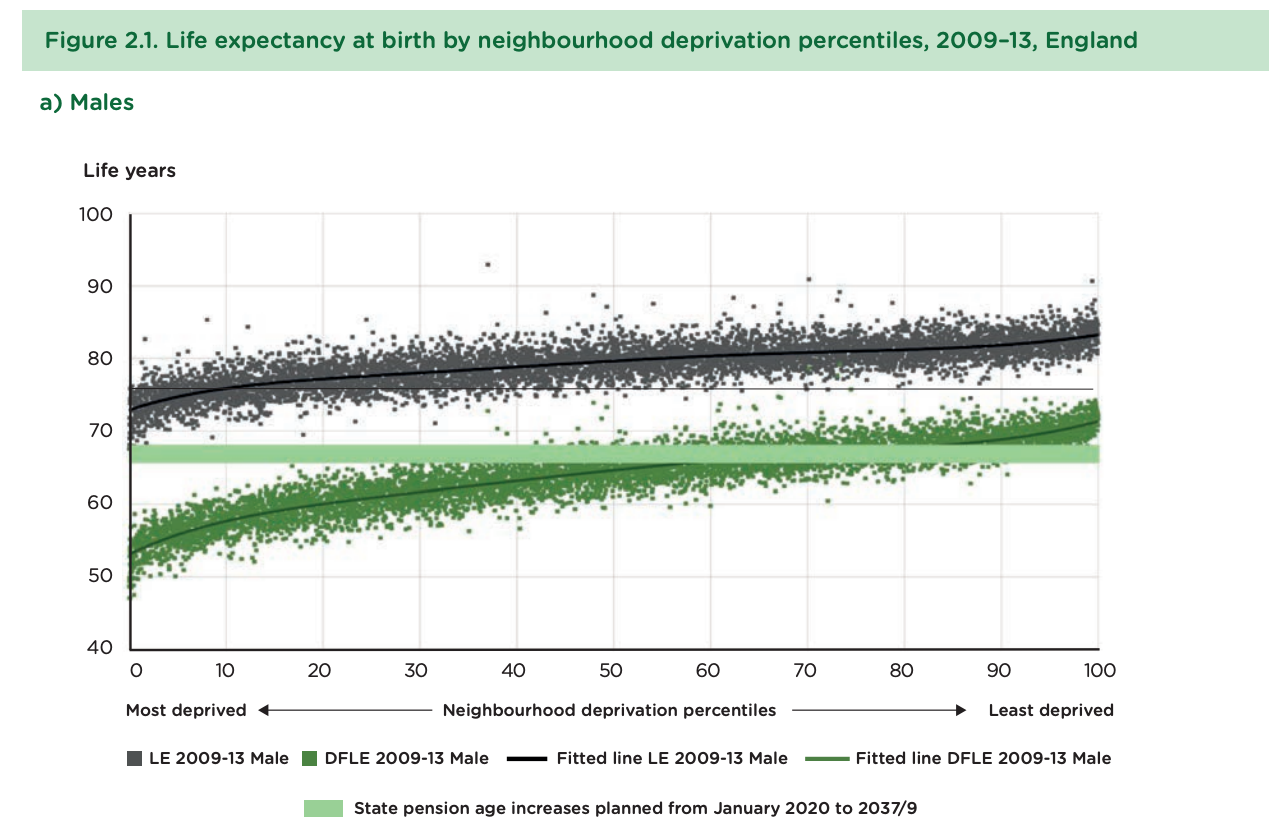 Figure 2.1. Life expectancy at birth by neighbourhood deprivation percentiles, 2009–13, England
a) Males
Life years
100
90
80
70
60
50
40
0 10 20 30 40 50 60 70 80 90 100
Most deprived Neighbourhood deprivation percentiles Least deprived
LE 2009-13 Male DFLE 2009-13 Male Fitted line LE 2009-13 Male Fitted line DFLE 2009-13 Male
State pension age increases planned from January 2020 to 2037/9